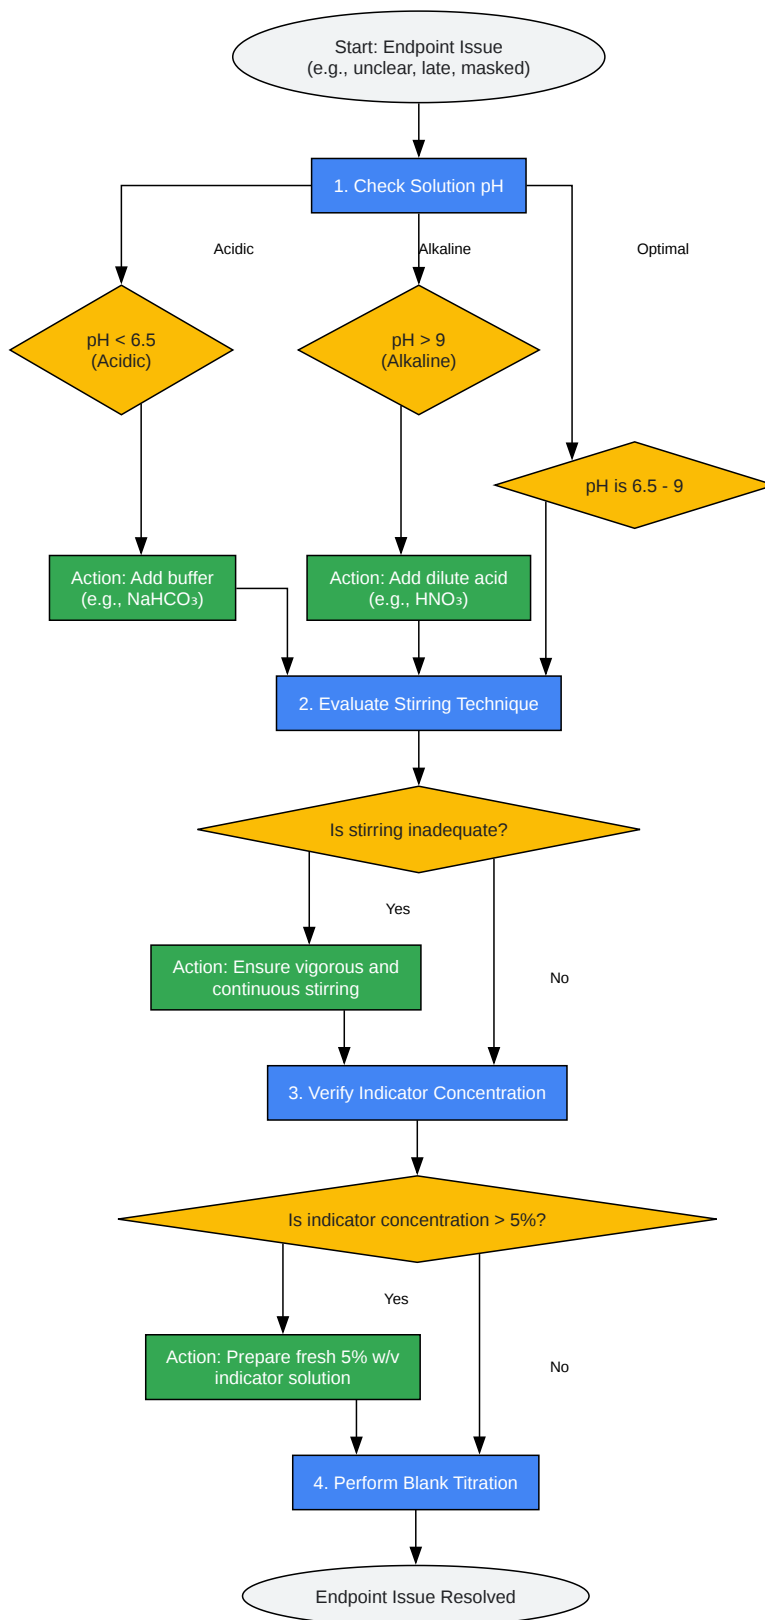 Start: Endpoint Issue
(e.g., unclear, late, masked)
1. Check Solution pH
Acidic
Alkaline
Optimal
pH < 6.5
(Acidic)
pH > 9
(Alkaline)
pH is 6.5 - 9
Action: Add buffer
(e.g., NaHCO₃)
Action: Add dilute acid
(e.g., HNO₃)
2. Evaluate Stirring Technique
Is stirring inadequate?
Yes
Action: Ensure vigorous and
continuous stirring
No
3. Verify Indicator Concentration
Is indicator concentration > 5%?
Yes
Action: Prepare fresh 5% w/v
indicator solution
No
4. Perform Blank Titration
Endpoint Issue Resolved